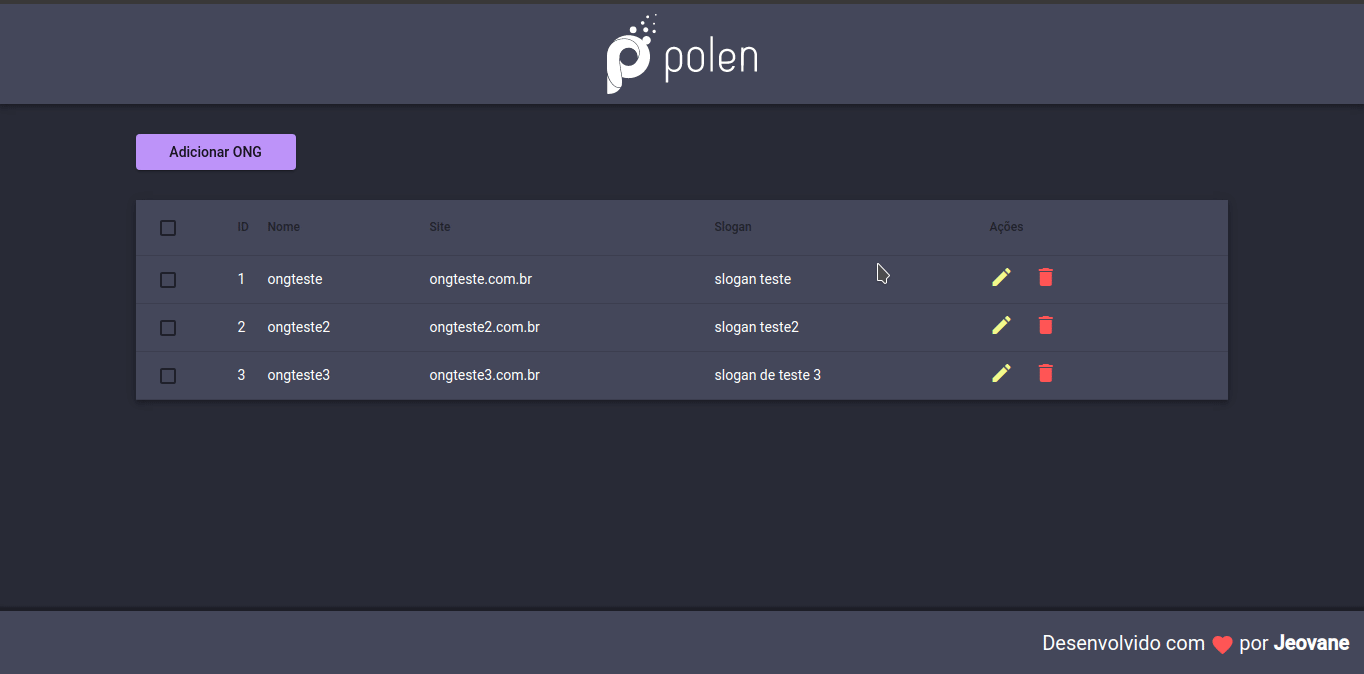 polen
Adicionar ONG
ID Nome Site Slogan Ações
1 ongteste ongteste.com.br slogan teste
2 ongteste2 ongteste2.com.br slogan teste2
3 ongteste3 ongteste3.com.br slogan de teste 3
Desenvolvido com por Jeovane